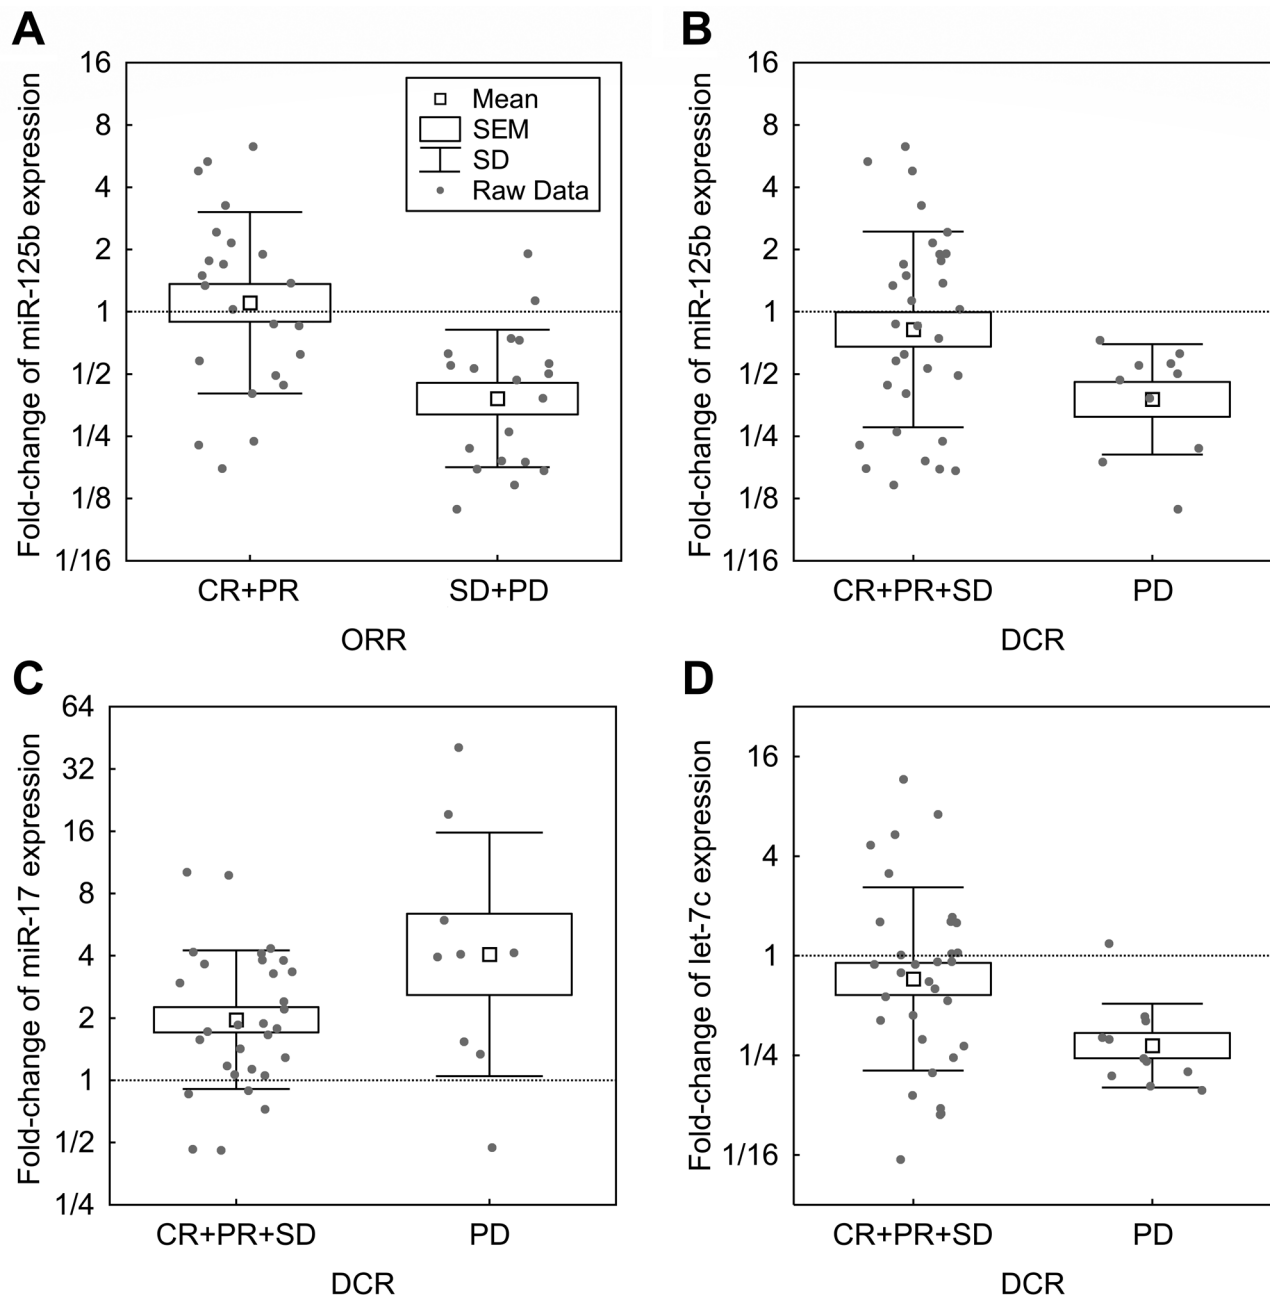 A
Fold-change of miR-125b expression
16
8
4
2
1
1/2
1/4
1/8
1/16
Mean
SEM
SD
Raw Data
CR+PR
SD+PD
ORR
B
Fold-change of miR-125b expression
16
8
4
2
1
1/2
1/4
1/8
1/16
CR+PR+SD
PD
DCR
C
Fold-change of miR-17 expression
64
32
16
8
4
2
1
1/2
1/4
CR+PR+SD
PD
DCR
D
Fold-change of let-7c expression
16
4
1
1/4
1/16
CR+PR+SD
PD
DCR